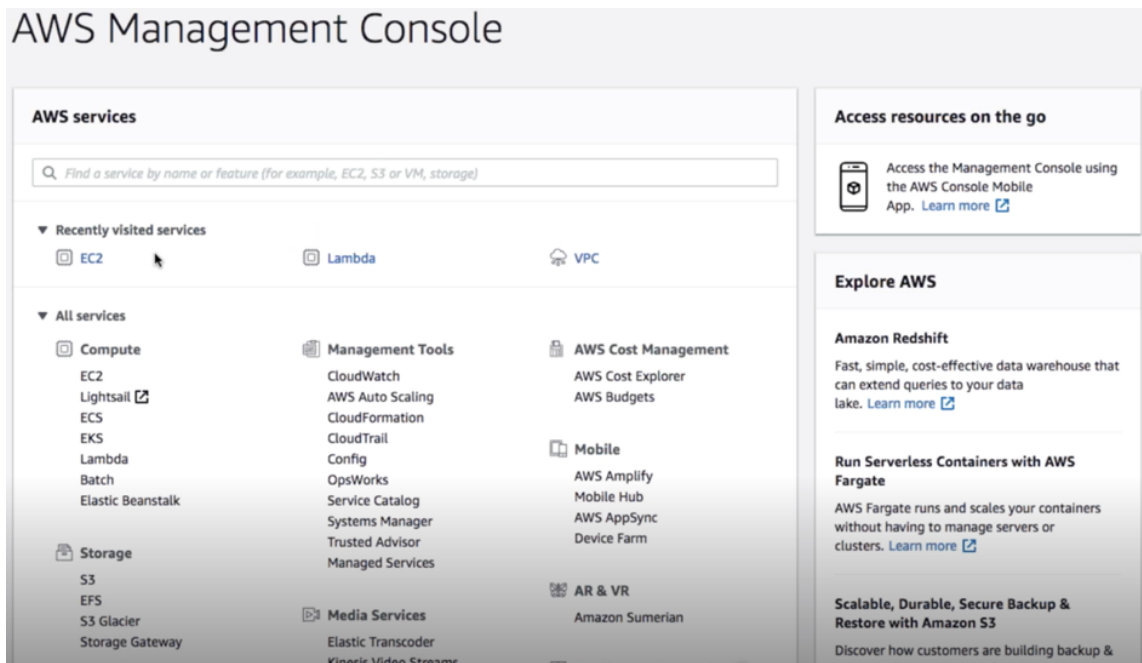 AWS Management Console
AWS services
Find a service by name or feature (for example, EC2, S3 or VM, storage)
Recently visited services
EC2
Lambda
VPC
All services
Compute
EC2
Lightsail
ECS
EKS
Lambda
Batch
Elastic Beanstalk
Storage
S3
EFS
S3 Glacier
Storage Gateway
Management Tools
CloudWatch
AWS Auto Scaling
CloudFormation
CloudTrail
Config
OpsWorks
Service Catalog
Systems Manager
Trusted Advisor
Managed Services
Media Services
Elastic Transcoder
Kinesis Video Streams
AWS Cost Management
AWS Cost Explorer
AWS Budgets
Mobile
AWS Amplify
Mobile Hub
AWS AppSync
Device Farm
AR & VR
Amazon Sumerian
Access resources on the go
Access the Management Console using
the AWS Console Mobile
App. Learn more
Explore AWS
Amazon Redshift
Fast, simple, cost-effective data warehouse that
can extend queries to your data
lake. Learn more
Run Serverless Containers with AWS
Fargate
AWS Fargate runs and scales your containers
without having to manage servers or
clusters. Learn more
Scalable, Durable, Secure Backup &
Restore with Amazon S3
Discover how customers are building backup &